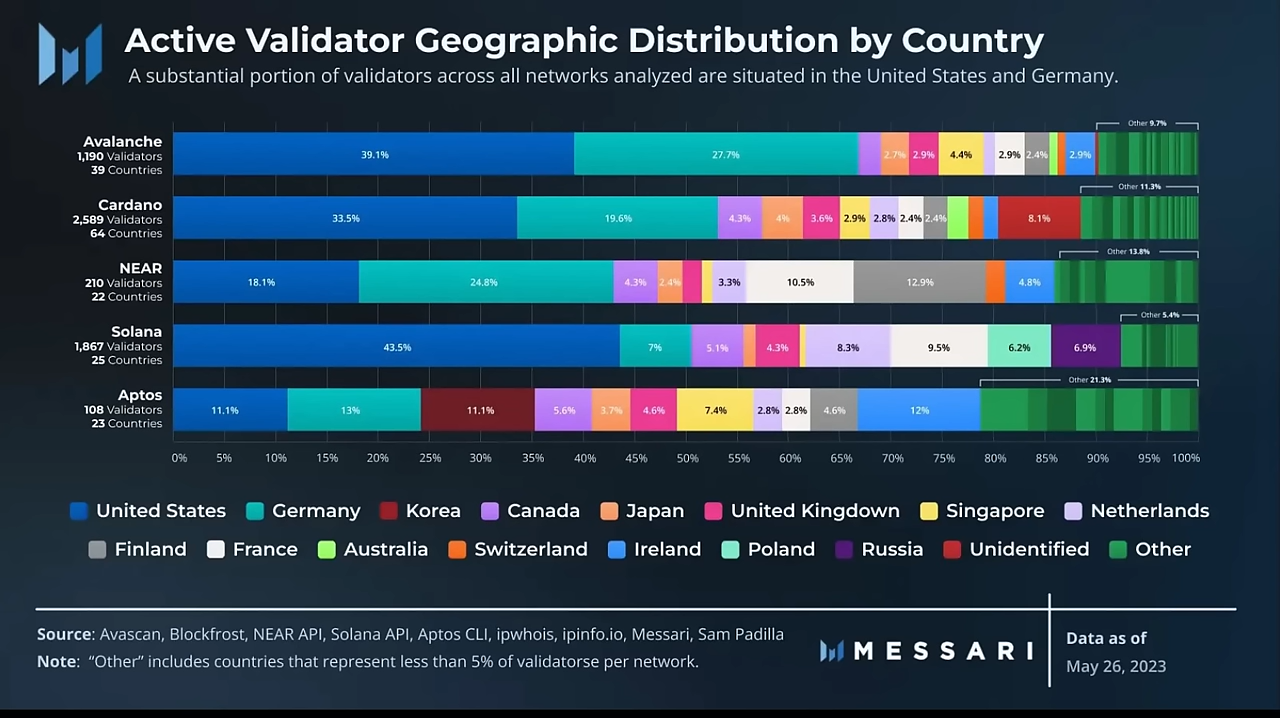 Active Validator Geographic Distribution by Country
A substantial portion of validators across all networks analyzed are situated in the United States and Germany.
Other 9.7%
Avalanche
1,190 Validators
39 Countries
39.1% 27.7% 2.7% 2.9% 4.4% 2.9% 2.4% 2.9%
Other 11.3%
Cardano
2,589 Validators
64 Countries
33.5% 19.6% 4.3% 4% 3.6% 2.9% 2.8% 2.4% 2.4% 8.1%
Other 13.8%
NEAR
210 Validators
22 Countries
18.1% 24.8% 4.3% 2.4% 3.3% 10.5% 12.9% 4.8%
Other 5.4%
Solana
1,867 Validators
25 Countries
43.5% 7% 5.1% 4.3% 8.3% 9.5% 6.2% 6.9%
Other 21.3%
Aptos
108 Validators
23 Countries
11.1% 13% 11.1% 5.6% 3.7% 4.6% 7.4% 2.8% 2.8% 4.6% 12%
0% 5% 10% 15% 20% 25% 30% 35% 40% 45% 50% 55% 60% 65% 70% 75% 80% 85% 90% 95% 100%
United States Germany Korea Canada Japan United Kingdown Singapore Netherlands
Finland France Australia Switzerland Ireland Poland Russia Unidentified Other
Source: Avascan, Blockfrost, NEAR API, Solana API, Aptos CLI, ipwhois, ipinfo.io, Messari, Sam Padilla
Note: “Other” includes countries that represent less than 5% of validatorse per network.
MESSARI
Data as of
May 26, 2023